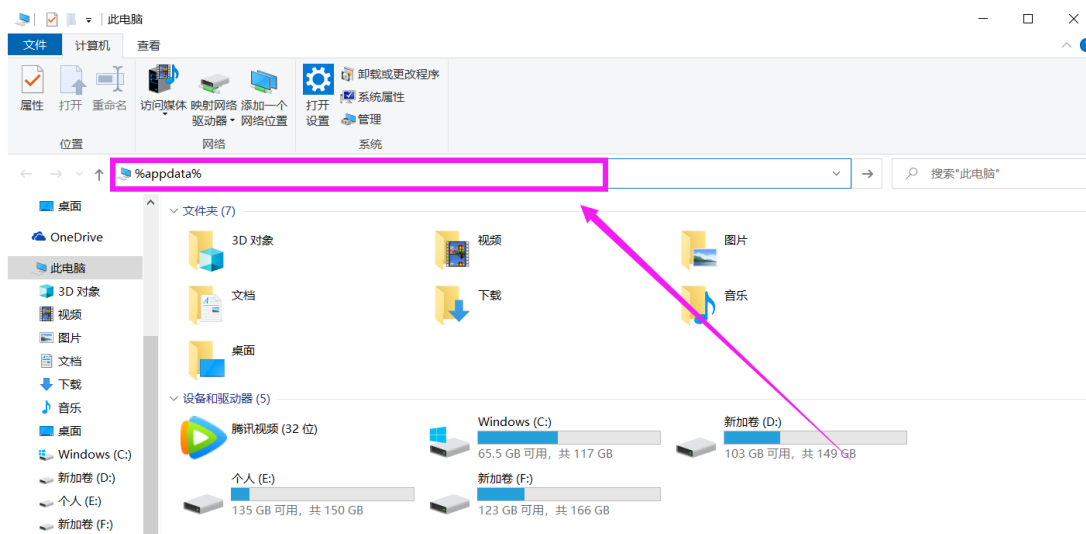 此电脑
文件 计算机 查看
属性 打开 重命名 访问媒体 映射网络驱动器 添加一个网络位置 打开设置 卸载或更改程序
系统属性
管理
位置 网络 系统
%appdata%
搜索"此电脑"
桌面
OneDrive
此电脑
3D 对象
视频
图片
文档
下载
音乐
桌面
Windows (C:)
新加卷 (D:)
个人 (E:)
新加卷 (F:)
文件夹 (7)
3D 对象 视频 图片
文档 下载 音乐
桌面
设备和驱动器 (5)
腾讯视频 (32 位)
Windows (C:)
65.5 GB 可用，共 117 GB
新加卷 (D:)
103 GB 可用，共 149 GB
个人 (E:)
135 GB 可用，共 150 GB
新加卷 (F:)
123 GB 可用，共 166 GB